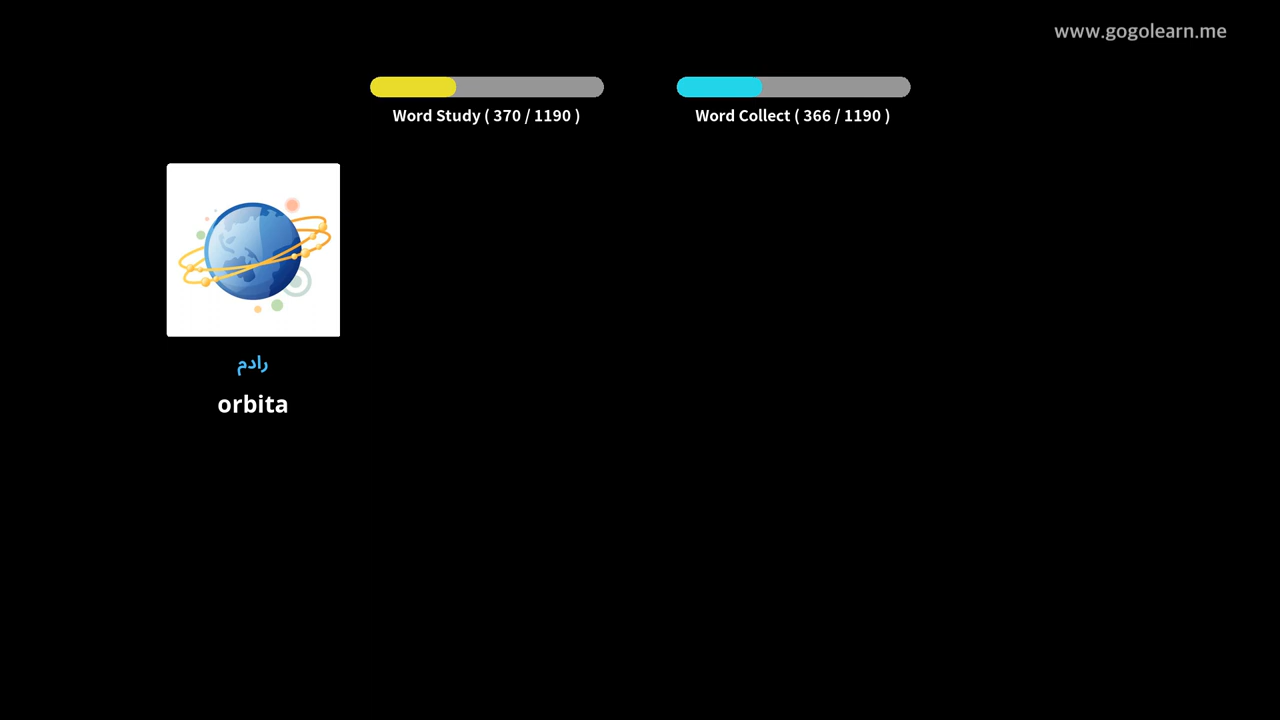 www.gogolearn.me
Word Study ( 370 / 1190 )
Word Collect ( 366 / 1190 )
رادم
orbita